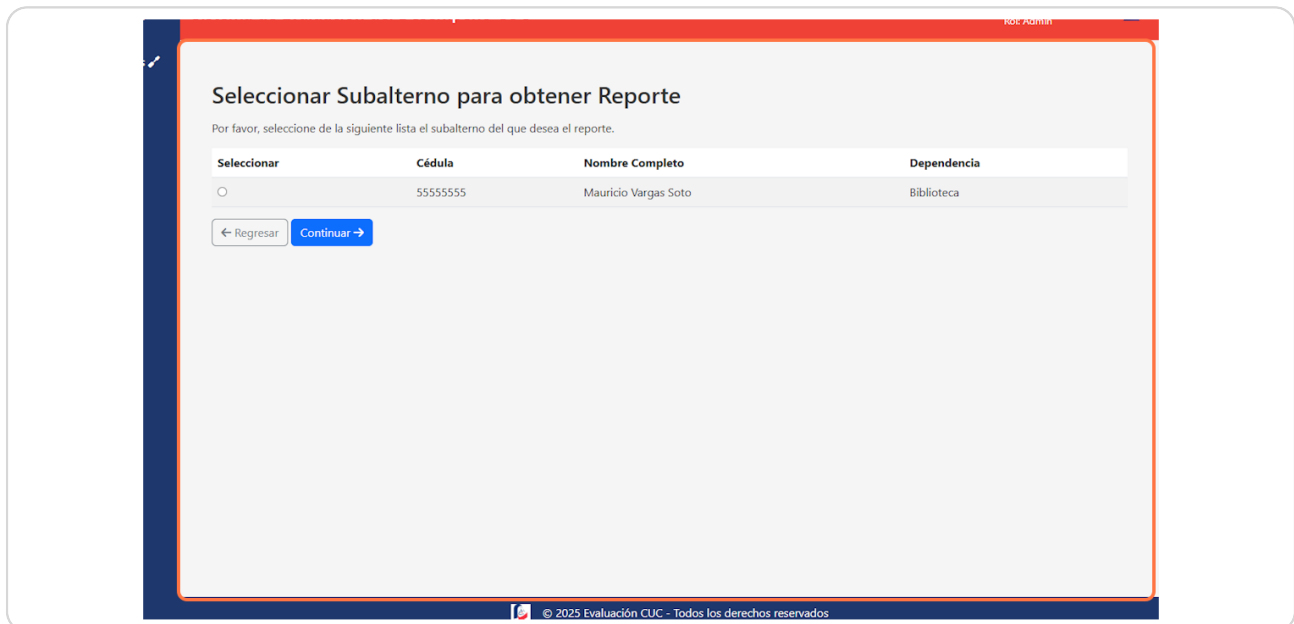 Rol: Admin
Seleccionar Subalterno para obtener Reporte
Por favor, seleccione de la siguiente lista el subalterno del que desea el reporte.
Seleccionar Cédula Nombre Completo Dependencia
55555555 Mauricio Vargas Soto Biblioteca
← Regresar Continuar →
© 2025 Evaluación CUC - Todos los derechos reservados